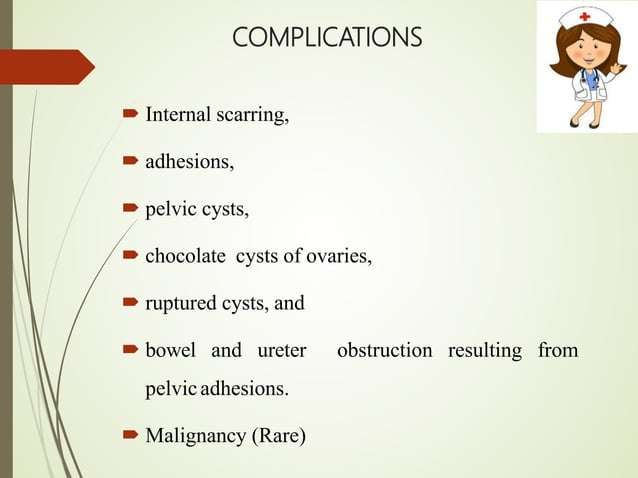 COMPLICATIONS
Internal scarring,
adhesions,
pelvic cysts,
chocolate cysts of ovaries,
ruptured cysts, and
bowel and ureter obstruction resulting from
pelvic adhesions.
Malignancy (Rare)